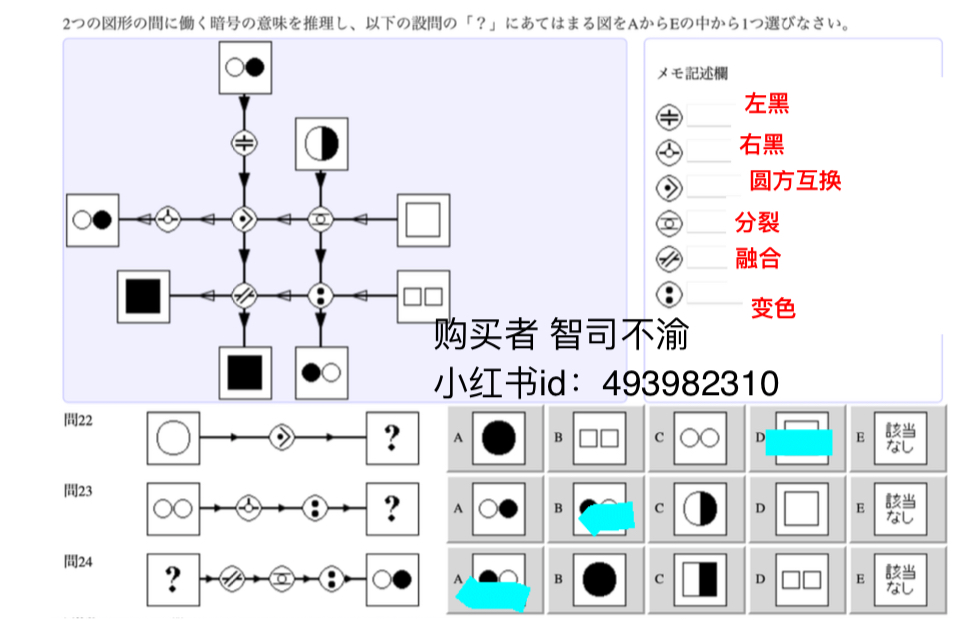 2つの図形の間に働く暗号の意味を推理し、以下の設問の「？」にあてはまる図をAからEの中から1つ選びなさい。
メモ記述欄
左黑
右黑
圆方互换
分裂
融合
变色
购买者 智司不渝
小红书id：493982310
問22
?
A
B
C
D
E
該当
なし
問23
?
A
B
C
D
E
該当
なし
問24
?
A
B
C
D
E
該当
なし